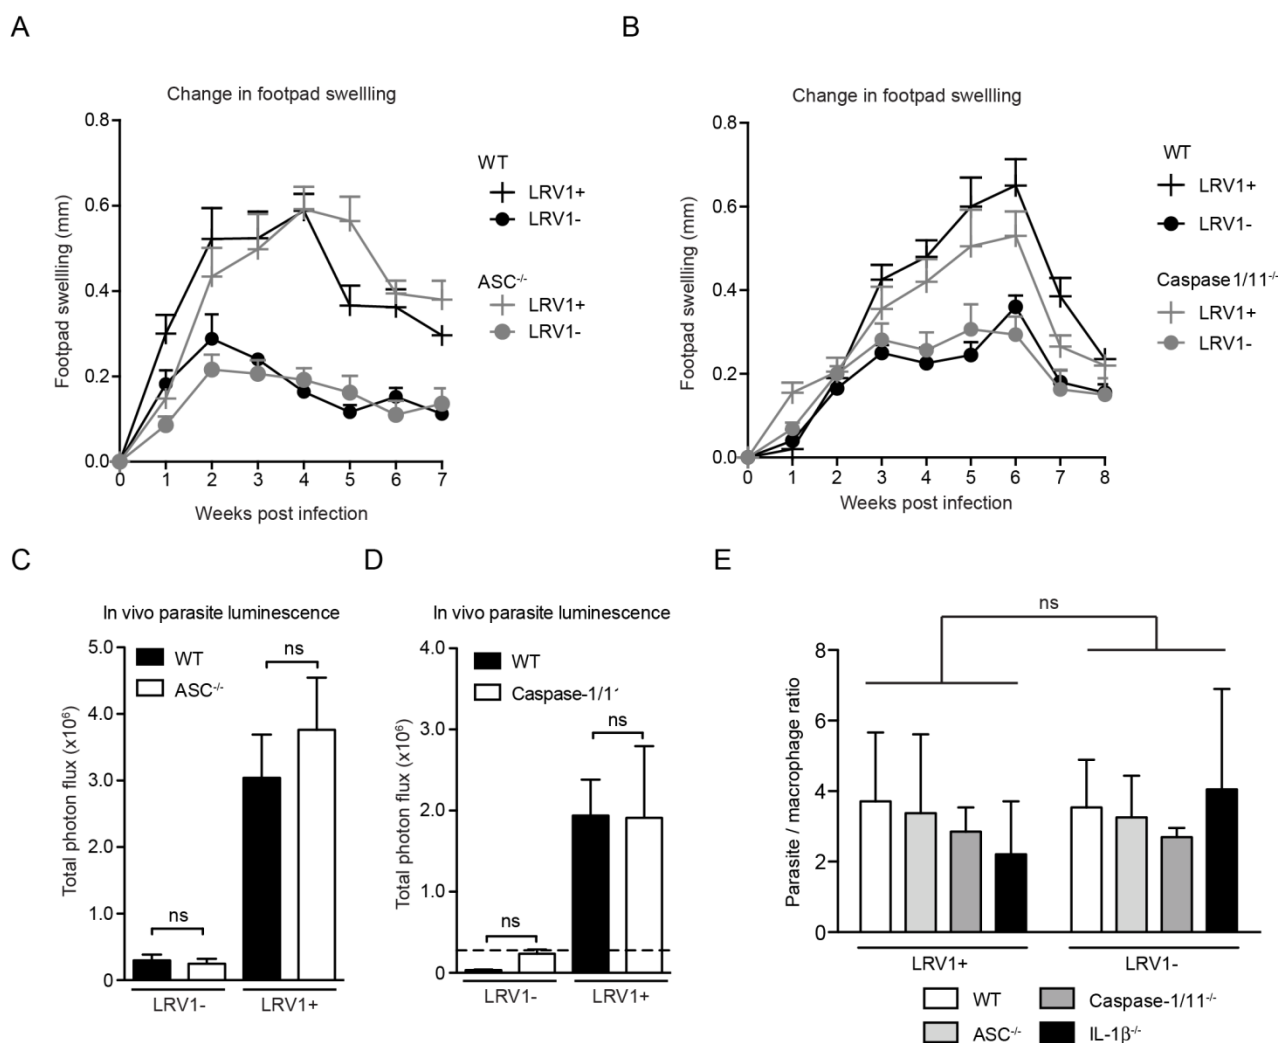 A
Change in footpad swellling
0.8
0.6
0.4
0.2
0.0
Footpad swellling (mm)
0 1 2 3 4 5 6 7
Weeks post infection
WT
LRV1+
LRV1-
ASC-/-
LRV1+
LRV1-
B
Change in footpad swellling
0.8
0.6
0.4
0.2
0.0
Footpad swellling (mm)
0 1 2 3 4 5 6 7 8
Weeks post infection
WT
LRV1+
LRV1-
Caspase1/11-/-
LRV1+
LRV1-
C
In vivo parasite luminescence
5.0
4.0
3.0
2.0
1.0
0
Total photon flux (x10⁶)
WT
ASC-/-
ns
ns
LRV1- LRV1+
D
In vivo parasite luminescence
4.0
3.0
2.0
1.0
0
Total photon flux (x10⁶)
WT
Caspase-1/1
ns
ns
LRV1- LRV1+
E
ns
8
6
4
2
0
Parasite / macrophage ratio
LRV1+ LRV1-
WT Caspase-1/11-/-
ASC-/- IL-1β-/-